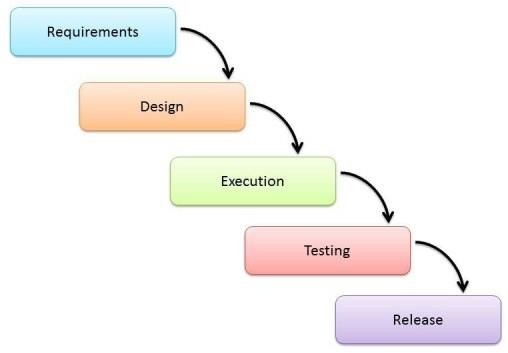 Requirements
Design
Execution
Testing
Release